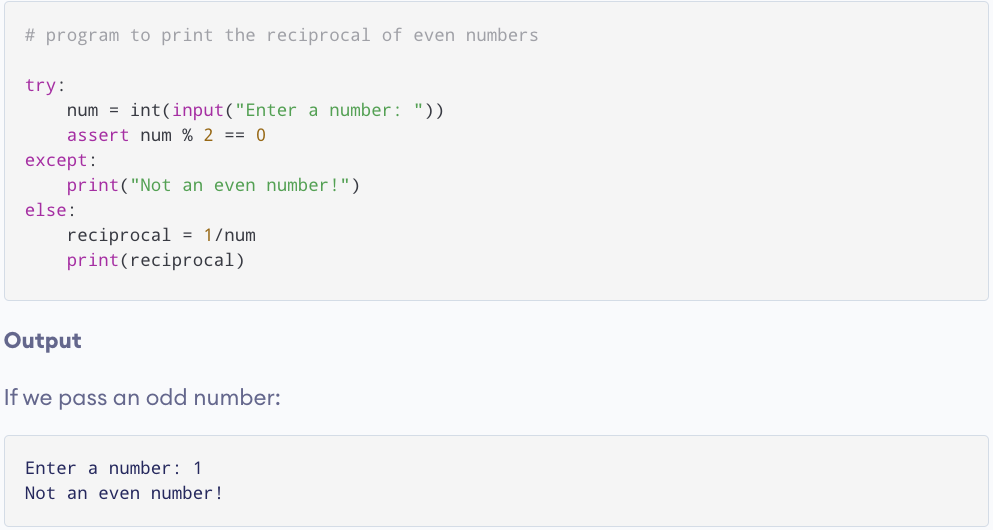 # program to print the reciprocal of even numbers
try:
    num = int(input("Enter a number: "))
    assert num % 2 == 0
except:
    print("Not an even number!")
else:
    reciprocal = 1/num
    print(reciprocal)
Output
If we pass an odd number:
Enter a number: 1
Not an even number!